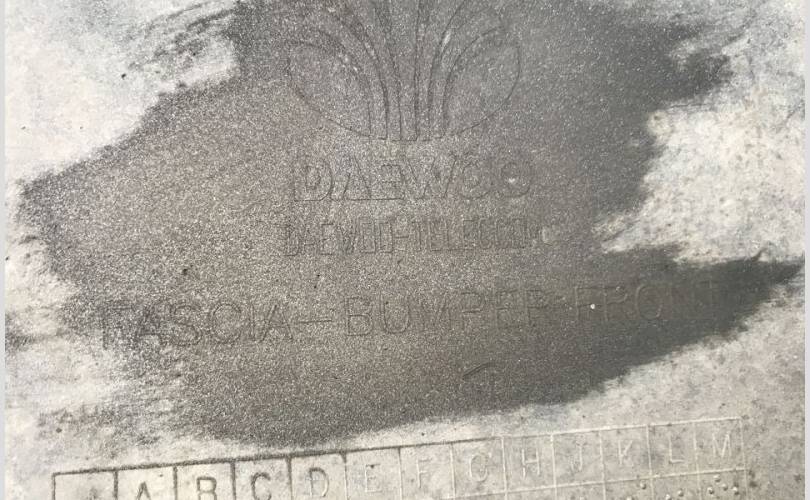 DAEWOO
DAEWOO-TELECOM
FASCIA-BUMPER FRONT
A B C D E F G H J K L M